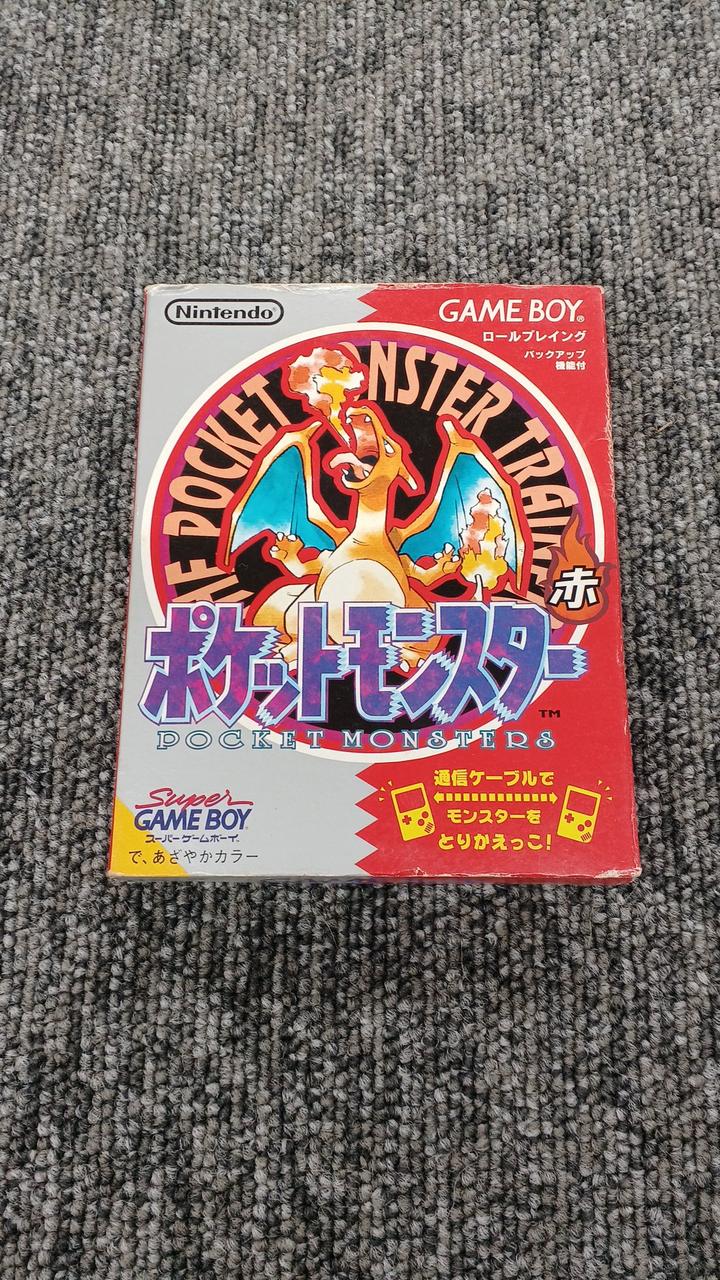 Nintendo
GAME BOY®
ロールプレイング
バックアップ
機能付
POCKET
NSTER
赤
ポケットモンスター
TM
POCKET MONSTERS
Super
GAME BOY
スーパーゲームボーイ
で、あざやかカラー
通信ケーブルで
モンスターを
とりかえっこ!